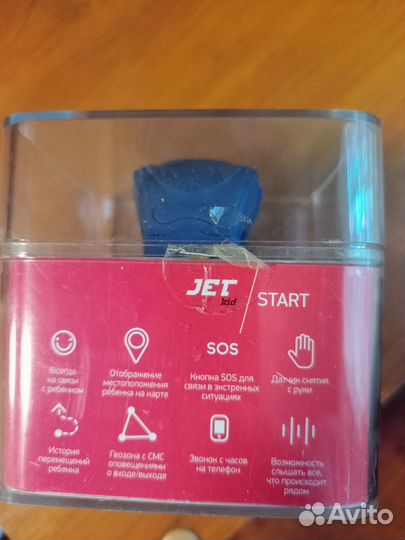 JET
kid
START
Всегда
на связи
с ребенком
Отображение
местоположения
ребенка на карте
SOS
Кнопка SOS для
связи в экстренных
ситуациях
Датчик снятия
с руки
История
перемещений
ребенка
Геозона с СМС
оповещениями
о входе/выходе
Звонок с часов
на телефон
Возможность
слышать все,
что происходит
рядом
Avito